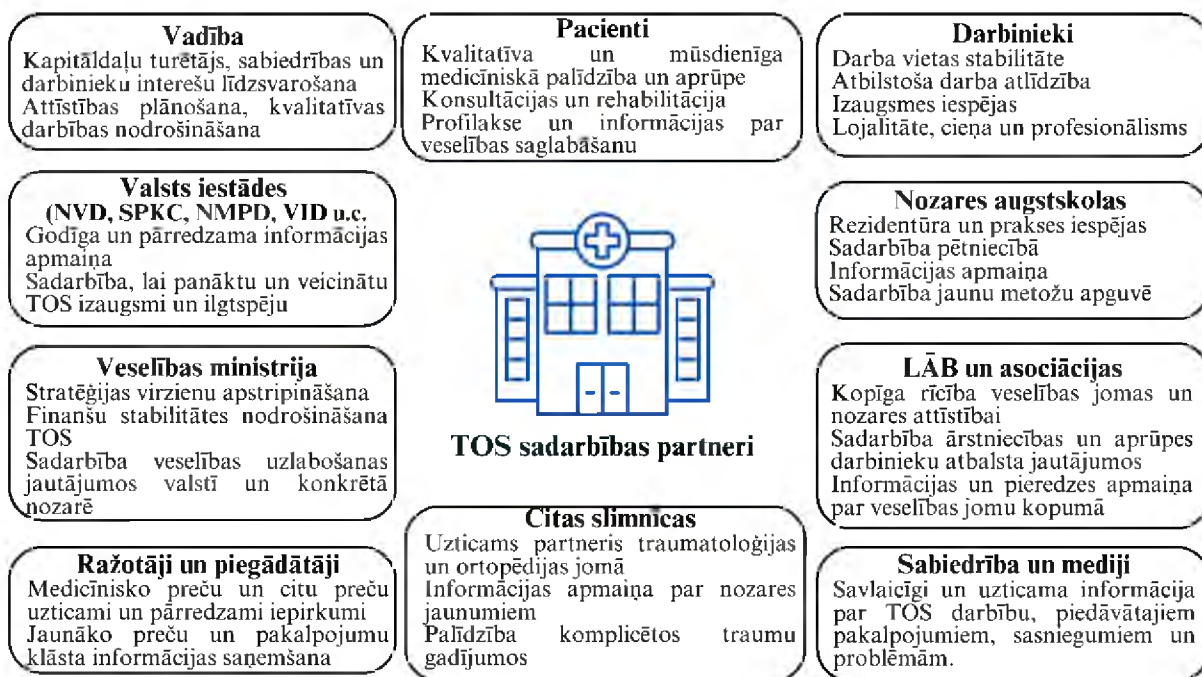 Vadība
Kapitāldaļu turētājs, sabiedrības un
darbinieku interešu līdzsvarošana
Attīstības plānošana, kvalitatīvas
darbības nodrošināšana
Pacienti
Kvalitatīva un mūsdienīga
medicīniskā palīdzība un aprūpe
Konsultācijas un rehabilitācija
Profilakse un informācijas par
veselības saglabāšanu
Darbinieki
Darba vietas stabilitāte
Atbilstoša darba atlīdzība
Izaugsmes iespējas
Lojalitāte, cieņa un profesionālisms
Valsts iestādes
(NVD, SPKC, NMPD, VID u.c.
Godīga un pārredzama informācijas
apmaiņa
Sadarbība, lai panāktu un veicinātu
TOS izaugsmi un ilgtspēju
Nozares augstskolas
Rezidentūra un prakses iespējas
Sadarbība pētniecībā
Informācijas apmaiņa
Sadarbība jaunu metožu apguvē
Veselības ministrija
Stratēģijas virzienu apstripināšana
Finanšu stabilitātes nodrošināšana
TOS
Sadarbība veselības uzlabošanas
jautājumos valstī un konkrētā
nozarē
TOS sadarbības partneri
LĀB un asociācijas
Kopīga rīcība veselības jomas un
nozares attīstībai
Sadarbība ārstniecības un aprūpes
darbinieku atbalsta jautājumos
Informācijas un pieredzes apmaiņa
par veselības jomu kopumā
Ražotāji un piegādātāji
Medicīnisko preču un citu preču
uzticami un pārredzami iepirkumi
Jaunāko preču un pakalpojumu
klāsta informācijas saņemšana
Citas slimnīcas
Uzticams partneris traumatoloģijas
un ortopēdijas jomā
Informācijas apmaiņa par nozares
jaunumiem
Palīdzība komplicētos traumu
gadījumos
Sabiedrība un mediji
Savlaicīgi un uzticama informācija
par TOS darbību, piedāvātajiem
pakalpojumiem, sasniegumiem un
problēmām.